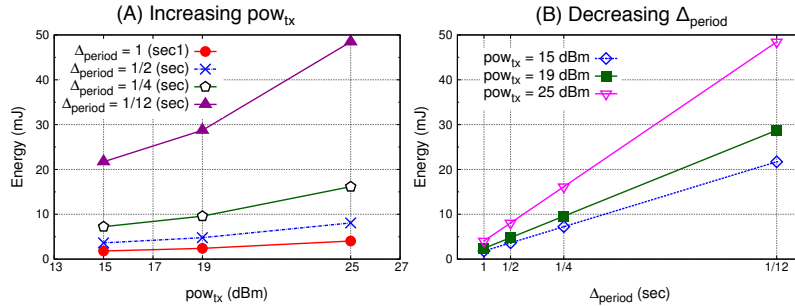 (A) Increasing pow_tx
Δ_period = 1 (sec1)
Δ_period = 1/2 (sec)
Δ_period = 1/4 (sec)
Δ_period = 1/12 (sec)
Energy (mJ)
50
40
30
20
10
0
13 15 17 19 25 27
pow_tx (dBm)
(B) Decreasing Δ_period
pow_tx = 15 dBm
pow_tx = 19 dBm
pow_tx = 25 dBm
Energy (mJ)
50
40
30
20
10
0
1 1/2 1/4 1/12
Δ_period (sec)